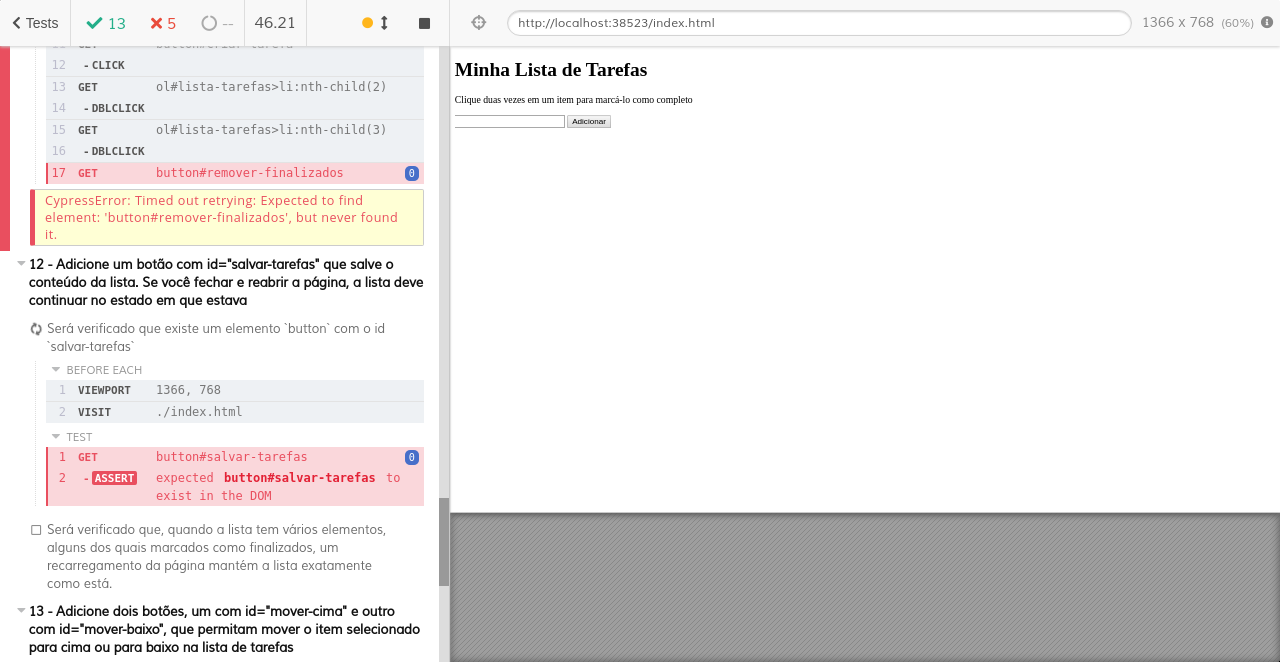 Tests 13 5 -- 46.21 http://localhost:38523/index.html 1366 x 768 (60%)
12 -CLICK
13 GET ol#lista-tarefas>li:nth-child(2)
14 -DBLCLICK
15 GET ol#lista-tarefas>li:nth-child(3)
16 -DBLCLICK
17 GET button#remover-finalizados 0
CypressError: Timed out retrying: Expected to find
element: 'button#remover-finalizados', but never found
it.
12 - Adicione um botão com id="salvar-tarefas" que salve o
conteúdo da lista. Se você fechar e reabrir a página, a lista deve
continuar no estado em que estava
Será verificado que existe um elemento `button` com o id
`salvar-tarefas`
BEFORE EACH
1 VIEWPORT 1366, 768
2 VISIT ./index.html
TEST
1 GET button#salvar-tarefas 0
2 -ASSERT expected button#salvar-tarefas to
exist in the DOM
Será verificado que, quando a lista tem vários elementos,
alguns dos quais marcados como finalizados, um
recarregamento da página mantém a lista exatamente
como está.
13 - Adicione dois botões, um com id="mover-cima" e outro
com id="mover-baixo", que permitam mover o item selecionado
para cima ou para baixo na lista de tarefas
Minha Lista de Tarefas
Clique duas vezes em um item para marcá-lo como completo
Adicionar